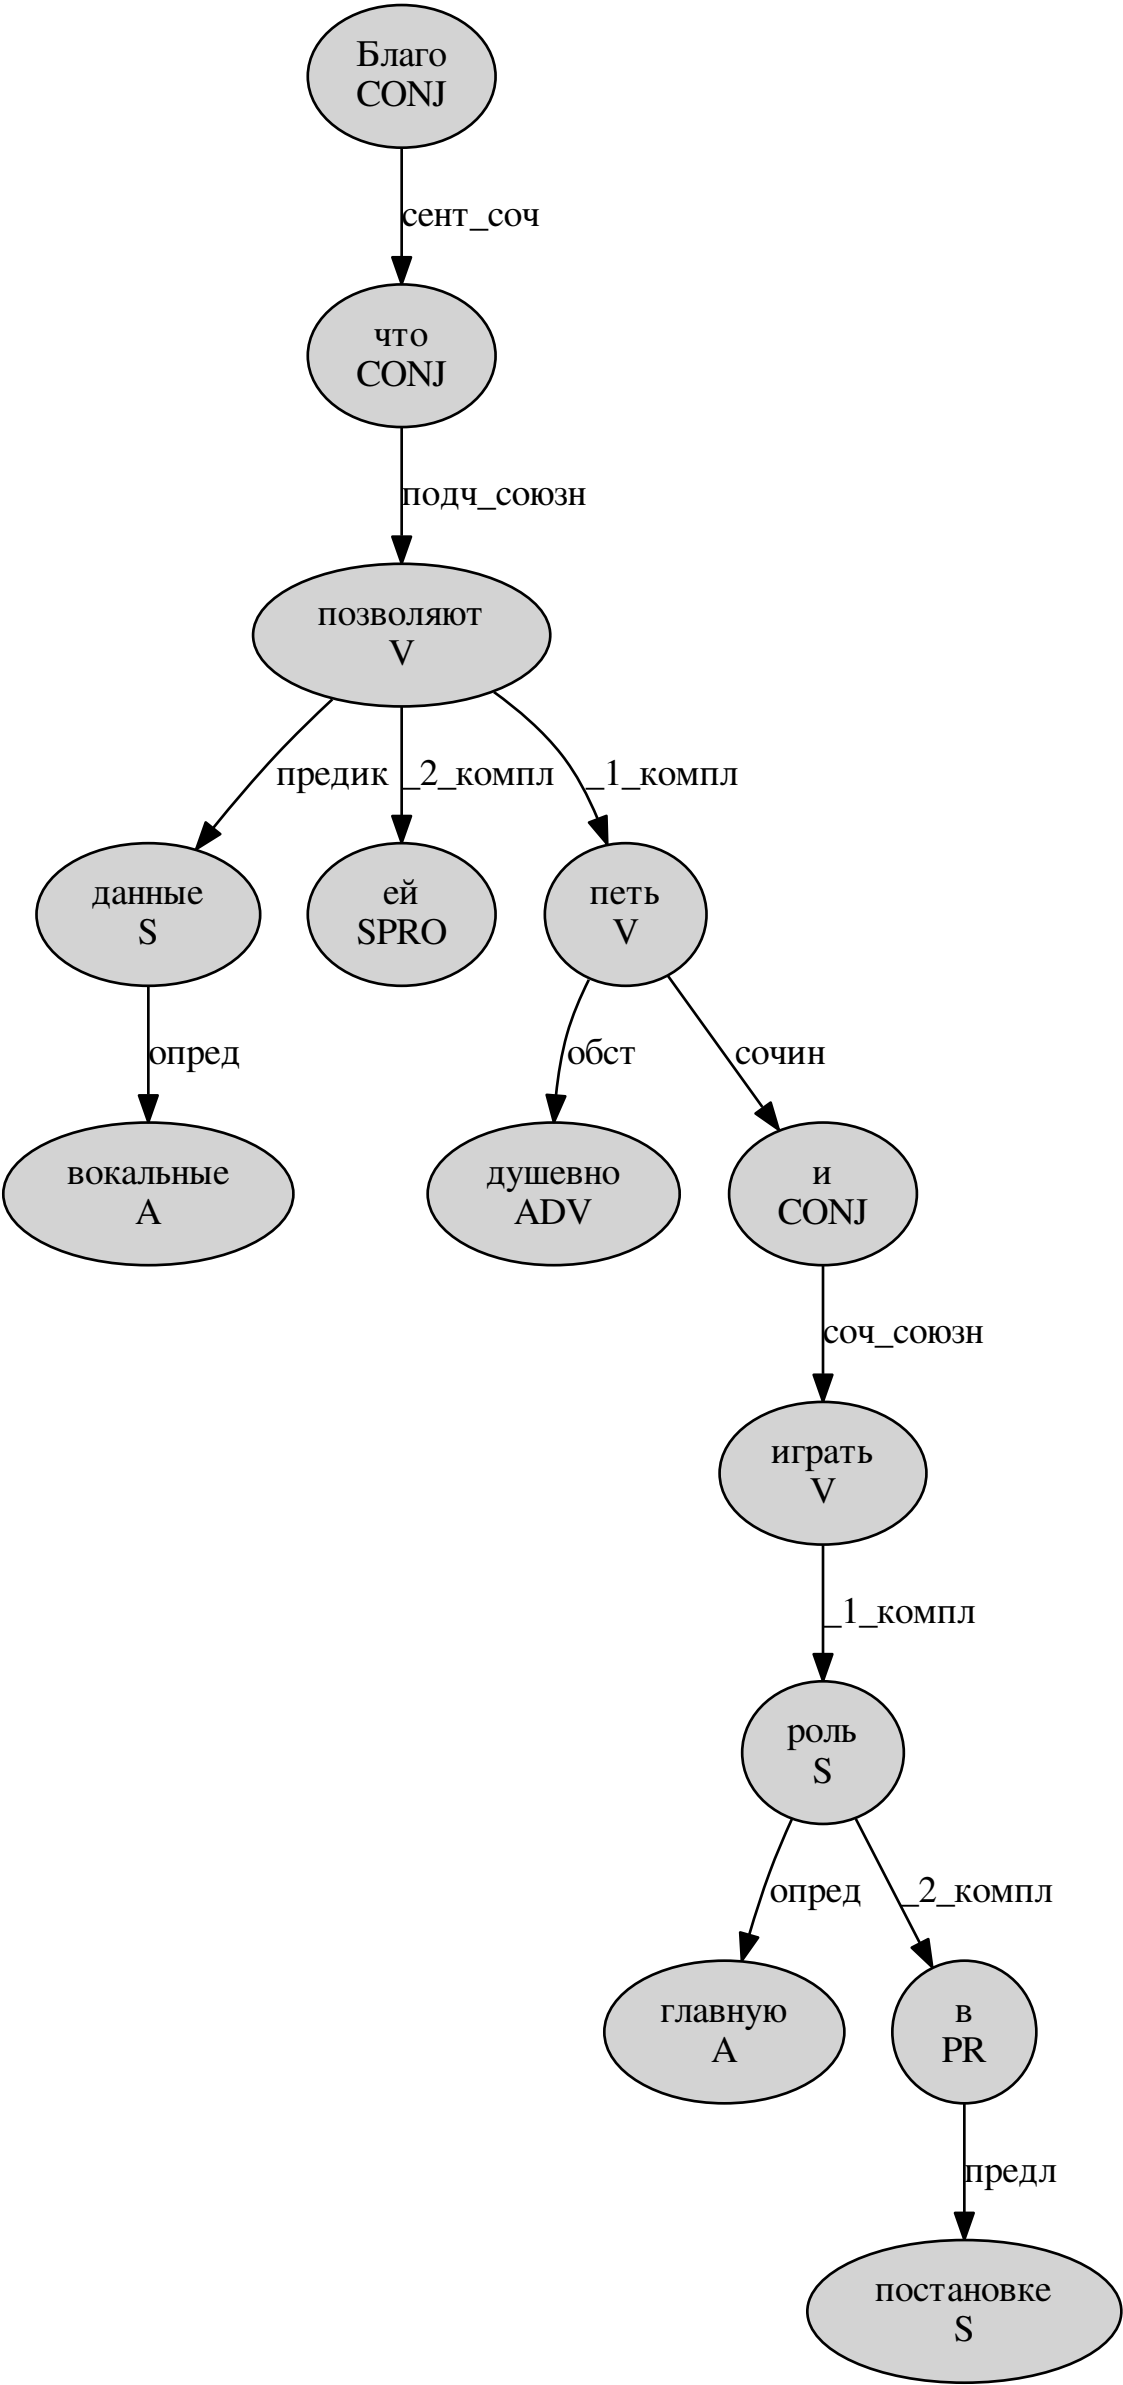 Благо
CONJ
сент_соч
что
CONJ
подч_союзн
позволяют
V
предик
_2_компл
_1_компл
данные
S
ей
SPRO
петь
V
опред
обст
сочин
вокальные
A
душевно
ADV
и
CONJ
соч_союзн
играть
V
_1_компл
роль
S
опред
_2_компл
главную
A
в
PR
предл
постановке
S